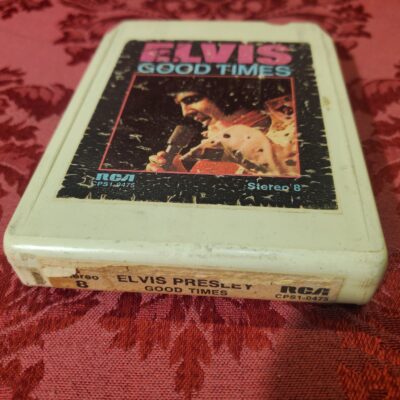 ELVIS
GOOD TIMES
RCA
CPS1-0475
Stereo 8
8
ELVIS PRESLEY
GOOD TIMES
RCA
CPS1-0475